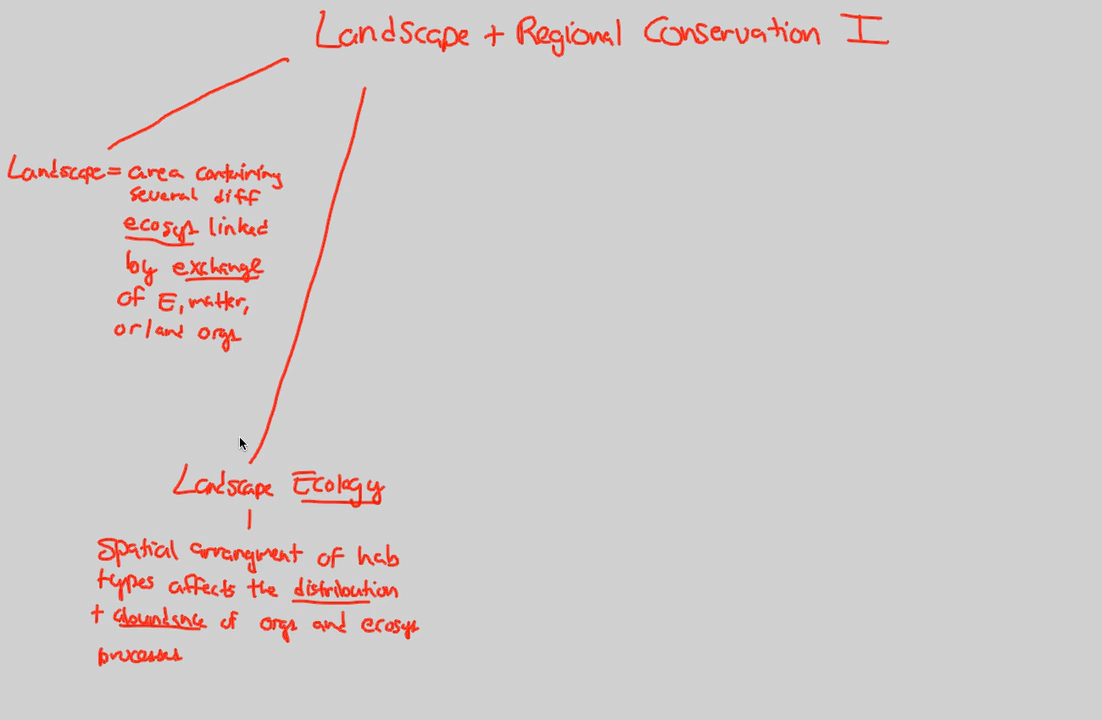 Landscape + Regional Conservation I
Landscape = area containing
several diff
ecosys linked
by exchange
of E, matter,
or/and orgs
Landscape Ecology
Spatial arrangment of hab
types affects the distribution
+ abundance of orgs and ecosys
processes